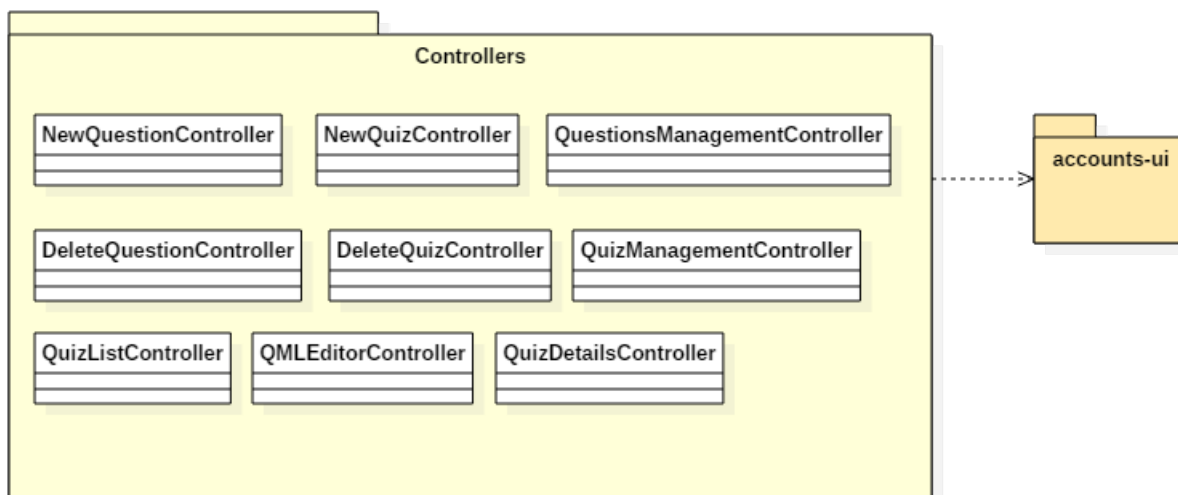 Controllers
NewQuestionController
NewQuizController
QuestionsManagementController
accounts-ui
DeleteQuestionController
DeleteQuizController
QuizManagementController
QuizListController
QMLEditorController
QuizDetailsController